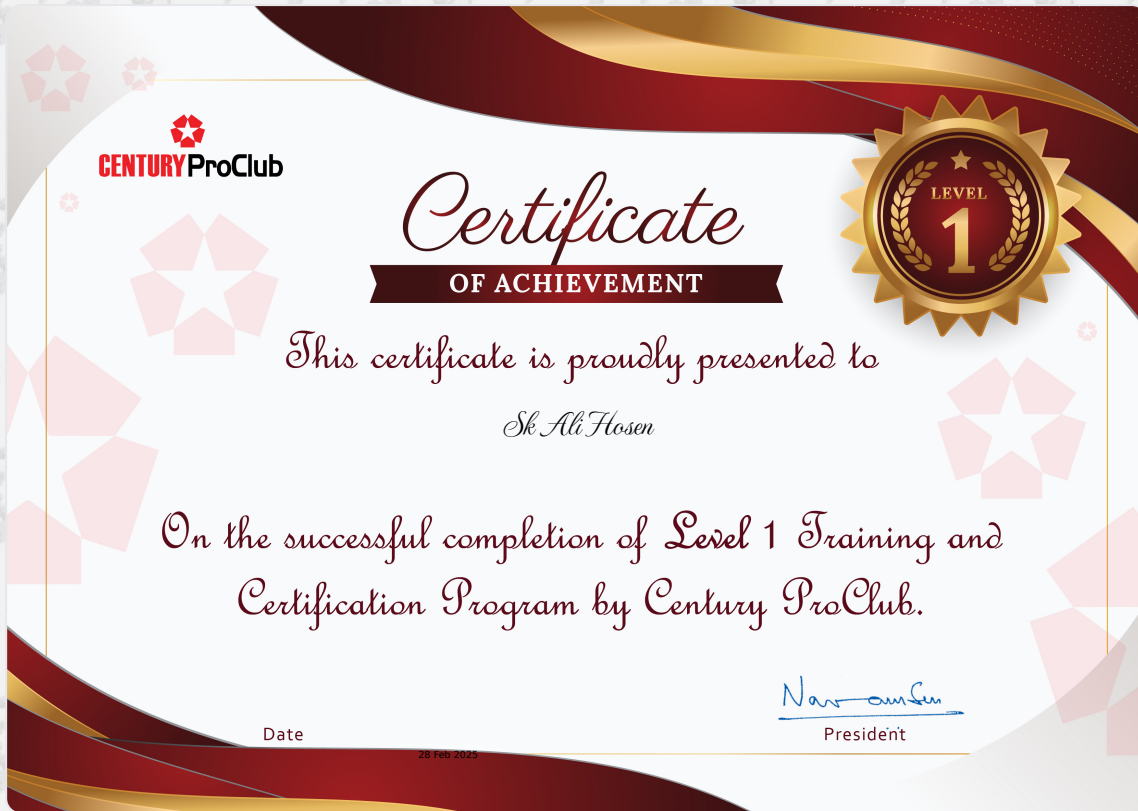 CENTURY ProClub
Certificate
OF ACHIEVEMENT
LEVEL
1
This certificate is proudly presented to
Sk Ali Hosen
On the successful completion of Level 1 Training and
Certification Program by Century ProClub.
Date
28 Feb 2025
President